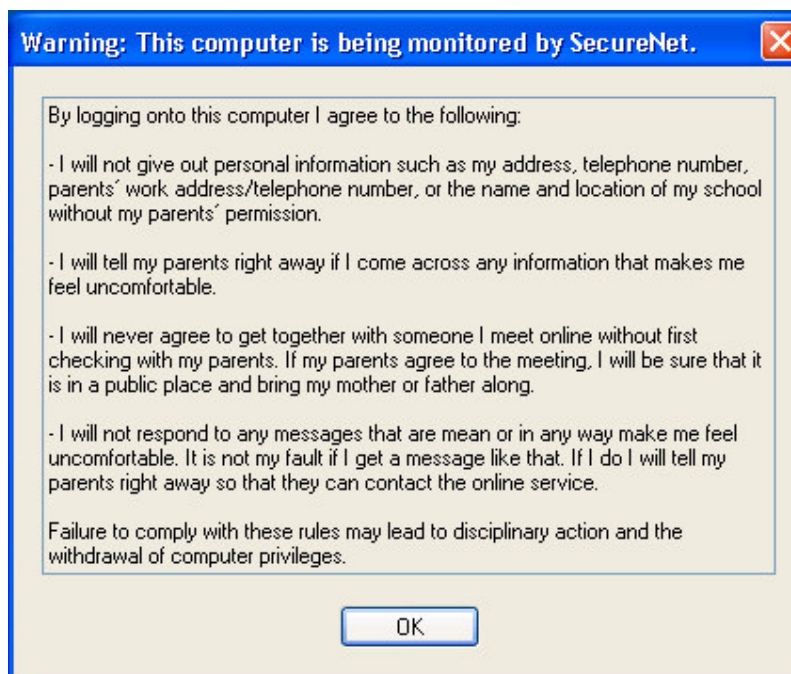 Warning: This computer is being monitored by SecureNet.
By logging onto this computer I agree to the following:
- I will not give out personal information such as my address, telephone number,
parents´ work address/telephone number, or the name and location of my school
without my parents´ permission.
- I will tell my parents right away if I come across any information that makes me
feel uncomfortable.
- I will never agree to get together with someone I meet online without first
checking with my parents. If my parents agree to the meeting, I will be sure that it
is in a public place and bring my mother or father along.
- I will not respond to any messages that are mean or in any way make me feel
uncomfortable. It is not my fault if I get a message like that. If I do I will tell my
parents right away so that they can contact the online service.
Failure to comply with these rules may lead to disciplinary action and the
withdrawal of computer privileges.
OK